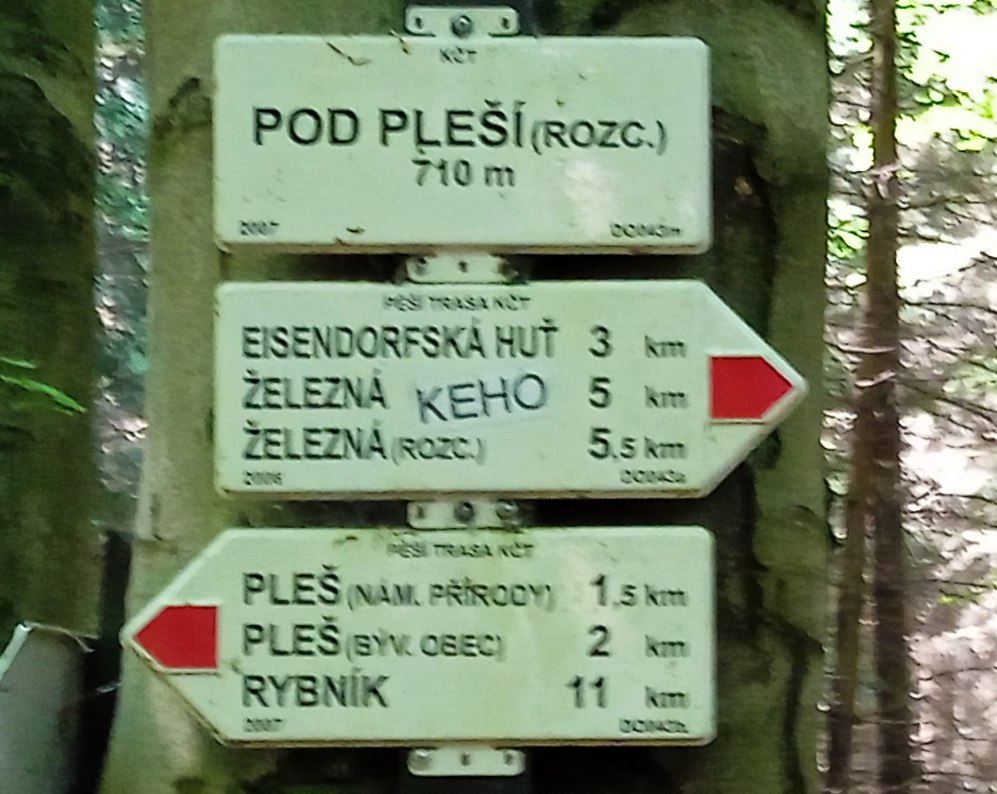 KČT
POD PLEŠÍ (ROZC.)
710 m
2007
PĚŠÍ TRASA KČT
EISENDORFSKÁ HUŤ 3 km
ŽELEZNÁ KEHO 5 km
ŽELEZNÁ (ROZC.) 5,5 km
PĚŠÍ TRASA KČT
PLEŠ (NÁM. PŘÍRODY) 1,5 km
PLEŠ (BÝV. OBEC) 2 km
RYBNÍK 11 km
2007